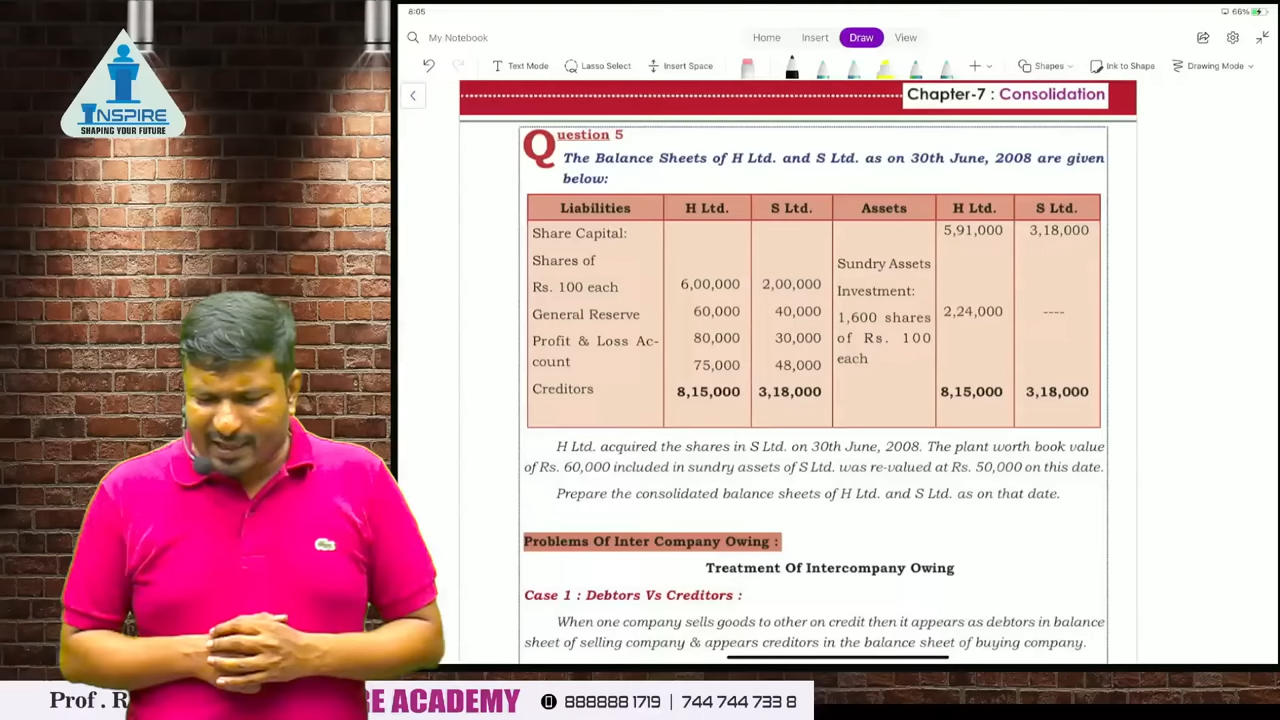 8:05
66%
My Notebook
Home
Insert
Draw
View
Text Mode
Lasso Select
Insert Space
Shapes
Ink to Shape
Drawing Mode
INSPIRE
SHAPING YOUR FUTURE
Chapter-7 : Consolidation
Question 5
The Balance Sheets of H Ltd. and S Ltd. as on 30th June, 2008 are given
below:
Liabilities H Ltd. S Ltd. Assets H Ltd. S Ltd.
Share Capital: 5,91,000 3,18,000
Shares of Sundry Assets
Rs. 100 each 6,00,000 2,00,000 Investment:
General Reserve 60,000 40,000 1,600 shares 2,24,000 ----
Profit & Loss Ac- 80,000 30,000 of Rs. 100
count 75,000 48,000 each
Creditors 8,15,000 3,18,000 8,15,000 3,18,000
H Ltd. acquired the shares in S Ltd. on 30th June, 2008. The plant worth book value
of Rs. 60,000 included in sundry assets of S Ltd. was re-valued at Rs. 50,000 on this date.
Prepare the consolidated balance sheets of H Ltd. and S Ltd. as on that date.
Problems Of Inter Company Owing :
Treatment Of Intercompany Owing
Case 1 : Debtors Vs Creditors :
When one company sells goods to other on credit then it appears as debtors in balance
sheet of selling company & appears creditors in the balance sheet of buying company.
Prof . R
ACADEMY
888888 1719 | 744 744 733 8